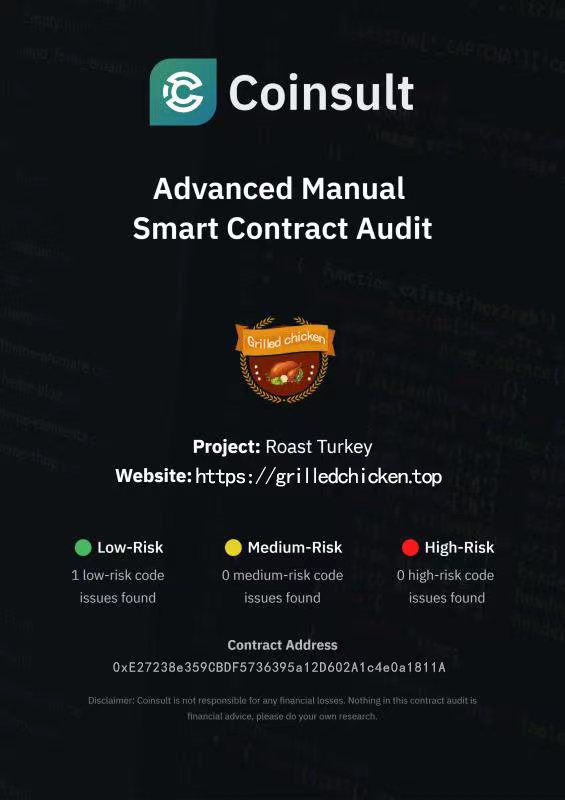 Coinsult
Advanced Manual
Smart Contract Audit
Grilled chicken
Project: Roast Turkey
Website: https://grilledchicken.top
Low-Risk
1 low-risk code
issues found
Medium-Risk
0 medium-risk code
issues found
High-Risk
0 high-risk code
issues found
Contract Address
0xE27238e359CBDF5736395a12D602A1c4e0a1811A
Disclaimer: Coinsult is not responsible for any financial losses. Nothing in this contract audit is
financial advice, please do your own research.